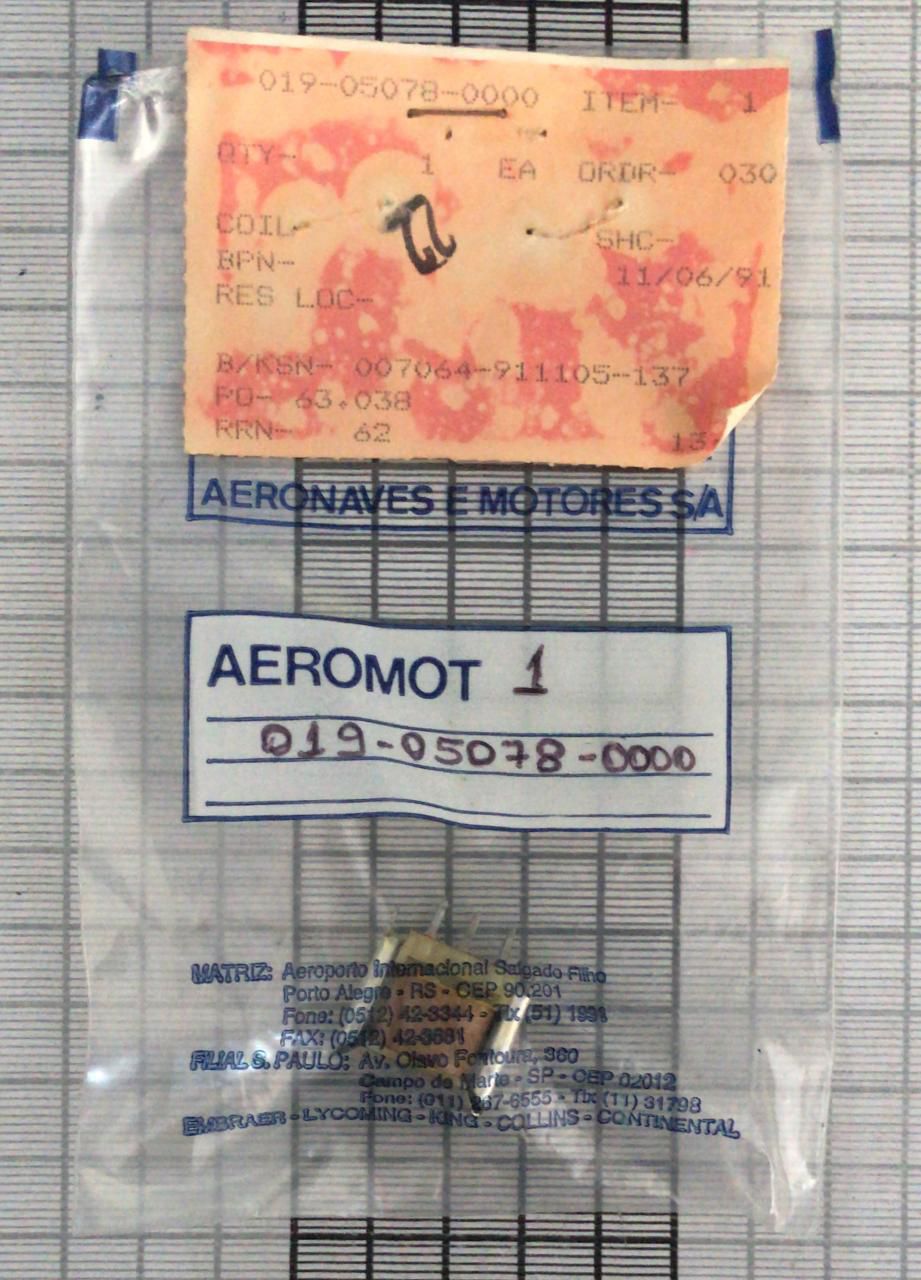 019-05078-0000 ITEM- 1
QTY- 1 EA ORDR- 030
COIL SHC-
BPN- 11/06/91
RES LOC-
B/KSN- 007064-911105-137
PO- 63.038
RRN- 62 13
AERONAVES E MOTORES S/A
AEROMOT 1
019-05078-0000
MATRIZ: Aeroporto Internacional Salgado Filho
Porto Alegre - RS - CEP 90.201
Fone: (0512) 42-3344 - Tlx (51) 1998
FAX: (0512) 42-3681
FILIAL S. PAULO: Av. Olavo Fontoura, 360
Campo de Marte - SP - CEP 02012
Fone: (011) 267-6555 - Tlx (11) 31798
EMBRAER - LYCOMING - KING - COLLINS - CONTINENTAL